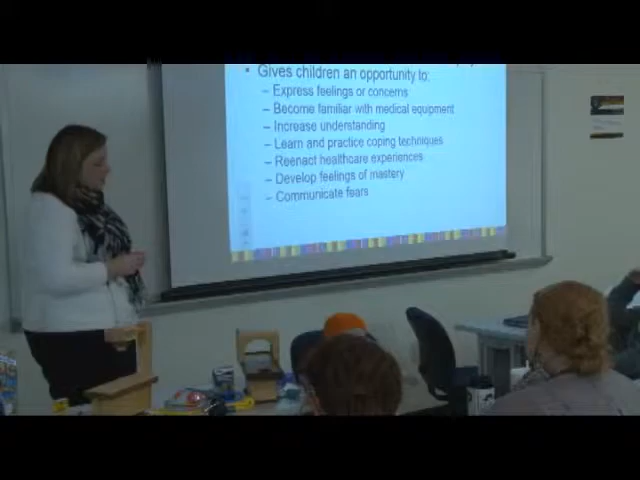 • Gives children an opportunity to:
– Express feelings or concerns
– Become familiar with medical equipment
– Increase understanding
– Learn and practice coping techniques
– Reenact healthcare experiences
– Develop feelings of mastery
– Communicate fears